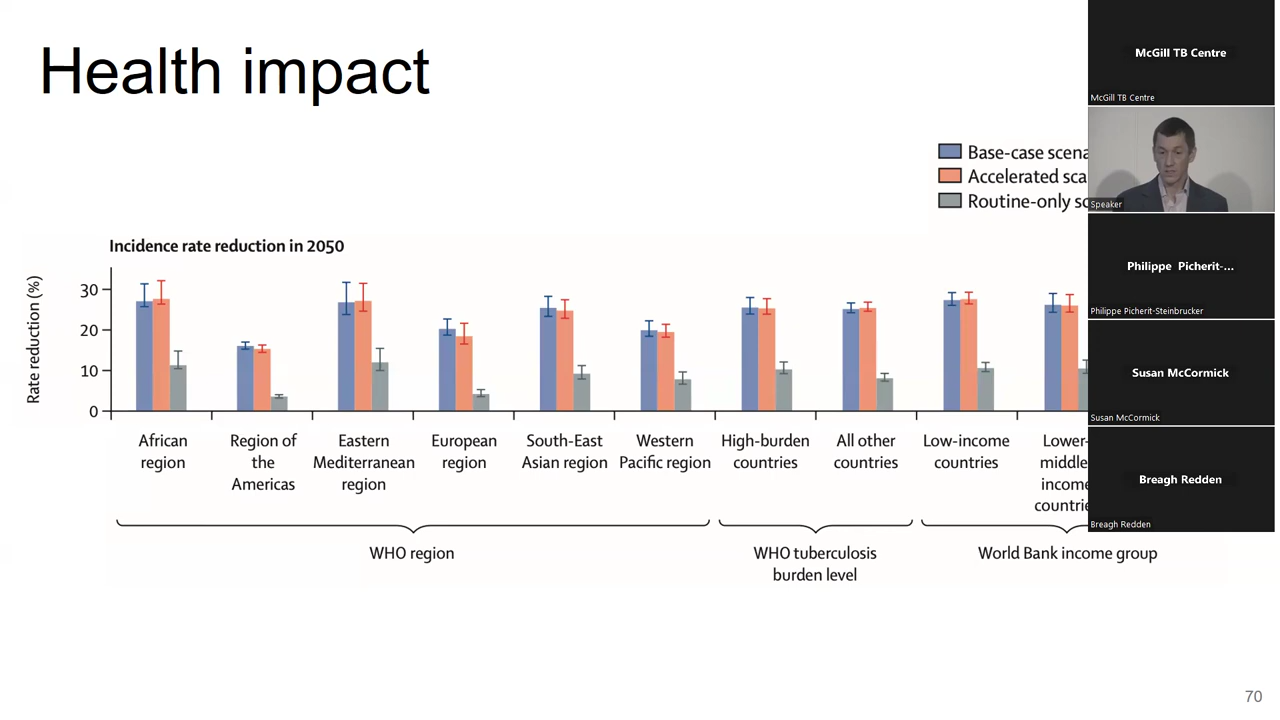 Health impact
Base-case
Accelerated
Routine-only
Incidence rate reduction in 2050
Rate reduction (%)
30
20
10
0
African
region
Region of
the
Americas
Eastern
Mediterranean
region
European
region
South-East
Asian region
Western
Pacific region
High-burden
countries
All other
countries
Low-income
countries
Lower-
middle
WHO region
WHO tuberculosis
burden level
World Bank income group
70
McGill TB Centre
McGill TB Centre
Speaker
Philippe Picherit-...
Philippe Picherit-Steinbrucker
Susan McCormick
Susan McCormick
Breagh Redden
Breagh Redden